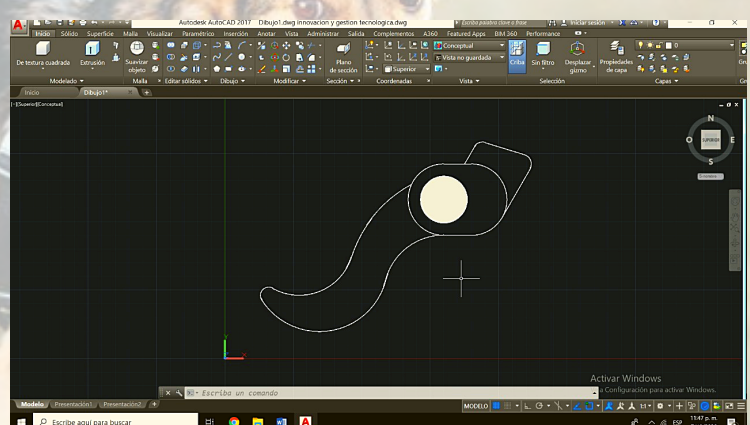 Autodesk AutoCAD 2017 Dibujo1.dwg innovacion y gestion tecnologica.dwg
Escriba palabra clave o frase
Iniciar sesión
Inicio Sólido Superficie Malla Visualizar Paramétrico Inserción Anotar Vista Administrar Salida Complementos A360 Featured Apps BIM 360 Performance
De textura cuadrada
Extrusión
Suavizar objeto
Plano de sección
Conceptual
Vista no guardada
Superior
Criba
Sin filtro
Desplazar gizmo
Propiedades de capa
0
Modelado Malla Editar sólidos Dibujo Modificar Sección Coordenadas Vista Selección Capas
Inicio Dibujo1*
[-][Superior][Conceptual]
N
O SUPERIOR E
S
Y
X
Activar Windows
a Configuración para activar Windows.
Escriba un comando
Modelo Presentación1 Presentación2 +
MODELO
Escribe aquí para buscar
ESP
11:47 p. m.